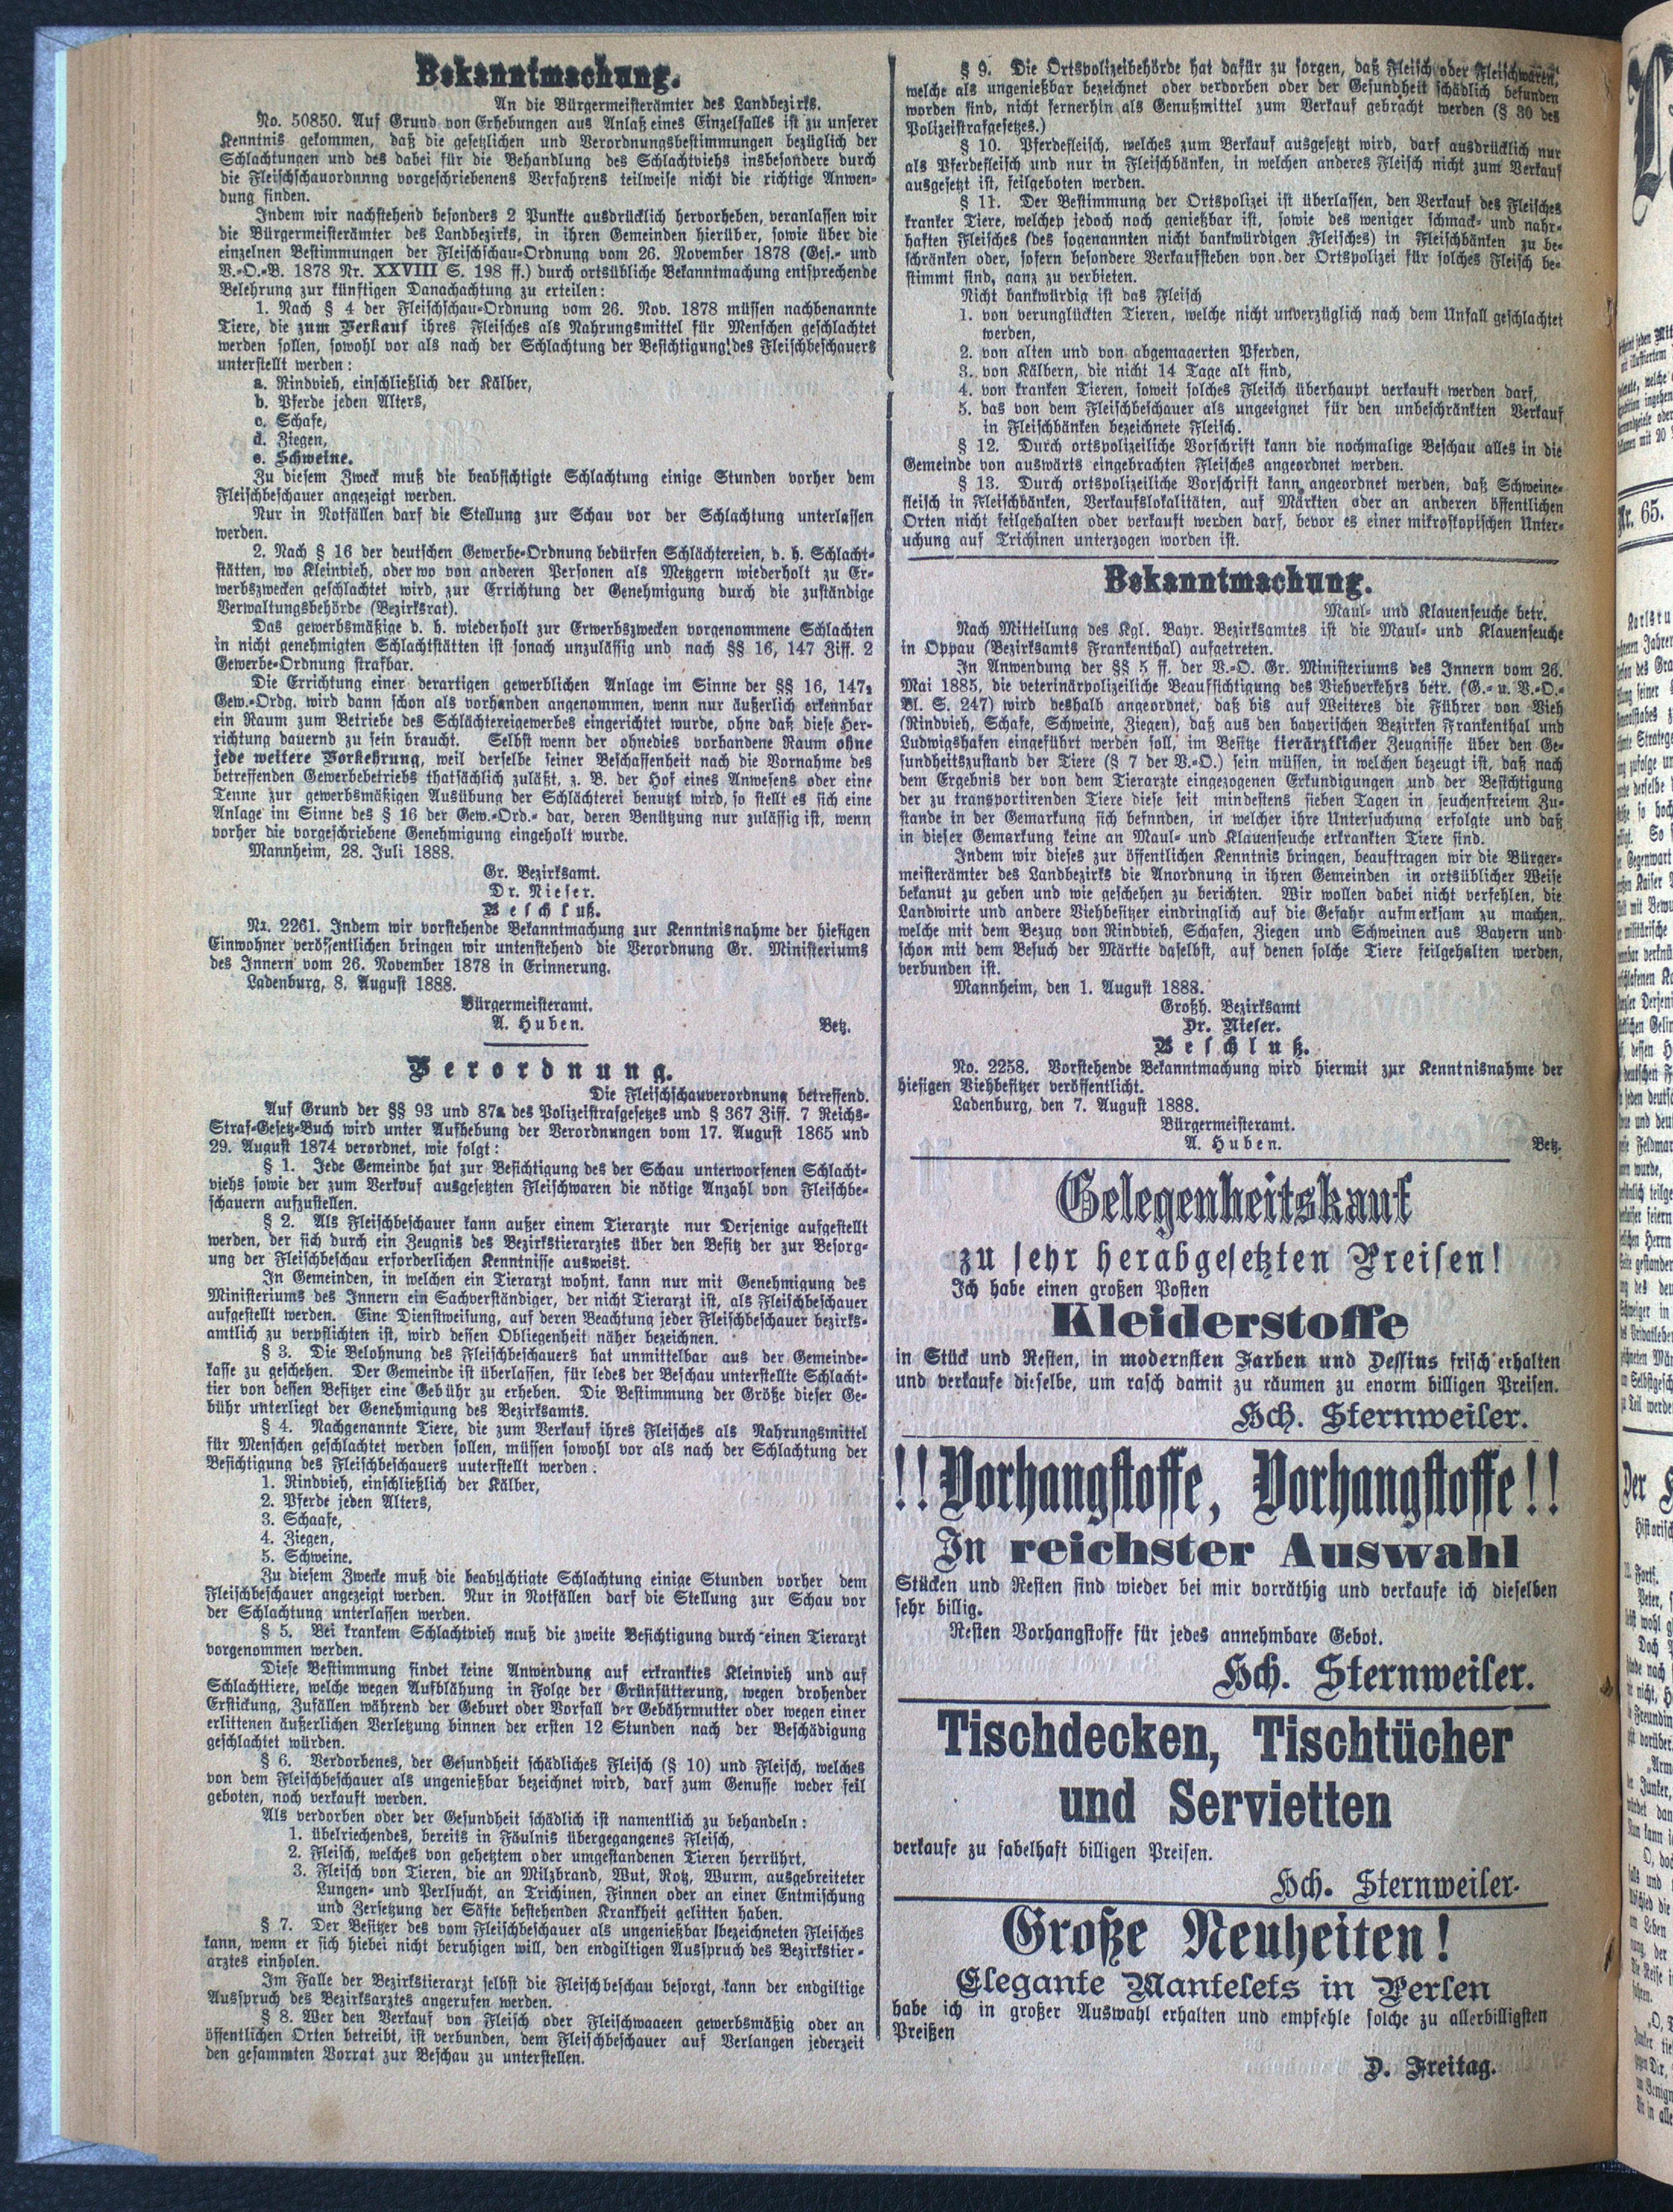 Bekanntmachung.
An die Bürgermeisterämter des Landbezirks.
No. 50850. Auf Grund von Erhebungen aus Anlaß eines Einzelfalles ist zu unserer
Kenntnis gekommen, daß die gesetzlichen und Verordnungsbestimmungen bezüglich der
Schlachtungen und des dabei für die Behandlung des Schlachtviehs insbesondere durch
die Fleischschauordnnng vorgeschriebenens Verfahrens teilweise nicht die richtige Anwen-
dung finden.
Indem wir nachstehend besonders 2 Punkte ausdrücklich hervorheben, veranlassen wir
die Bürgermeisterämter des Landbezirks, in ihren Gemeinden hierüber, sowie über die
einzelnen Bestimmungen der Fleischschau-Ordnung vom 26. November 1878 (Ges.- und
V.-O.-B. 1878 Nr. XXVIII S. 198 ff.) durch ortsübliche Bekanntmachung entsprechende
Belehrung zur künftigen Danachachtung zu erteilen:
1. Nach § 4 der Fleischschau-Ordnung vom 26. Nov. 1878 müssen nachbenannte
Tiere, die zum Verkauf ihres Fleisches als Nahrungsmittel für Menschen geschlachtet
werden sollen, sowohl vor als nach der Schlachtung der Besichtigung des Fleischbeschauers
unterstellt werden:
a. Rindvieh, einschließlich der Kälber,
b. Pferde jeden Alters,
c. Schafe,
d. Ziegen,
e. Schweine.
Zu diesem Zweck muß die beabsichtigte Schlachtung einige Stunden vorher dem
Fleischbeschauer angezeigt werden.
Nur in Notfällen darf die Stellung zur Schau vor der Schlachtung unterlassen
werden.
2. Nach § 16 der deutschen Gewerbe-Ordnung bedürfen Schlächtereien, d. h. Schlacht-
stätten, wo Kleinvieh, oder wo von anderen Personen als Metzgern wiederholt zu Er-
werbszwecken geschlachtet wird, zur Errichtung der Genehmigung durch die zuständige
Verwaltungsbehörde (Bezirksrat).
Das gewerbsmäßige d. h. wiederholt zur Erwerbszwecken vorgenommene Schlachten
in nicht genehmigten Schlachtstätten ist sonach unzulässig und nach §§ 16, 147 Ziff. 2
Gewerbe-Ordnung strafbar.
Die Errichtung einer derartigen gewerblichen Anlage im Sinne der §§ 16, 147,
Gew.-Ordg. wird dann schon als vorhanden angenommen, wenn nur äußerlich erkennbar
ein Raum zum Betriebe des Schlächtereigewerbes eingerichtet wurde, ohne daß diese Her-
richtung dauernd zu sein braucht. Selbst wenn der ohnedies vorhandene Raum ohne
jede weitere Vorkehrung, weil derselbe seiner Beschaffenheit nach die Vornahme des
betreffenden Gewerbebetriebs thatsächlich zuläßt, z. B. der Hof eines Anwesens oder eine
Tenne zur gewerbsmäßigen Ausübung der Schlächterei benutzt wird, so stellt es sich eine
Anlage im Sinne des § 16 der Gew.-Ord.- dar, deren Benützung nur zulässig ist, wenn
vorher die vorgeschriebene Genehmigung eingeholt wurde.
Mannheim, 28. Juli 1888.
Gr. Bezirksamt.
Dr. Nieser.
Beschluß.
Nr. 2261. Indem wir vorstehende Bekanntmachung zur Kenntnisnahme der hiesigen
Einwohner veröffentlichen bringen wir untenstehend die Verordnung Gr. Ministeriums
des Innern vom 26. November 1878 in Erinnerung.
Ladenburg, 8. August 1888.
Bürgermeisteramt.
A. Huben. Betz.
Verordnung.
Die Fleischschauverordnung betreffend.
Auf Grund der §§ 93 und 87a des Polizeistrafgesetzes und § 367 Ziff. 7 Reichs-
Straf-Gesetz-Buch wird unter Aufhebung der Verordnungen vom 17. August 1865 und
29. August 1874 verordnet, wie folgt:
§ 1. Jede Gemeinde hat zur Besichtigung des der Schau unterworfenen Schlacht-
viehs sowie der zum Verkauf ausgesetzten Fleischwaren die nötige Anzahl von Fleischbe-
schauern aufzustellen.
§ 2. Als Fleischbeschauer kann außer einem Tierarzte nur Derjenige aufgestellt
werden, der sich durch ein Zeugnis des Bezirkstierarztes über den Besitz der zur Besorg-
ung der Fleischbeschau erforderlichen Kenntnisse ausweist.
In Gemeinden, in welchen ein Tierarzt wohnt, kann nur mit Genehmigung des
Ministeriums des Innern ein Sachverständiger, der nicht Tierarzt ist, als Fleischbeschauer
aufgestellt werden. Eine Dienstweisung, auf deren Beachtung jeder Fleischbeschauer bezirks-
amtlich zu verpflichten ist, wird dessen Obliegenheit näher bezeichnen.
§ 3. Die Belohnung des Fleischbeschauers hat unmittelbar aus der Gemeinde-
kasse zu geschehen. Der Gemeinde ist überlassen, für ledes der Beschau unterstellte Schlacht-
tier von dessen Besitzer eine Gebühr zu erheben. Die Bestimmung der Größe dieser Ge-
bühr unterliegt der Genehmigung des Bezirksamts.
§ 4. Nachgenannte Tiere, die zum Verkauf ihres Fleisches als Nahrungsmittel
für Menschen geschlachtet werden sollen, müssen sowohl vor als nach der Schlachtung der
Besichtigung des Fleischbeschauers uuterstellt werden:
1. Rindvieh, einschließlich der Kälber,
2. Pferde jeden Alters,
3. Schaafe,
4. Ziegen,
5. Schweine.
Zu diesem Zwecke muß die beabsichtigte Schlachtung einige Stunden vorher dem
Fleischbeschauer angezeigt werden. Nur in Notfällen darf die Stellung zur Schau vor
der Schlachtung unterlassen werden.
§ 5. Bei krankem Schlachtvieh muß die zweite Besichtigung durch einen Tierarzt
vorgenommen werden.
Diese Bestimmung findet keine Anwendung auf erkranktes Kleinvieh und auf
Schlachttiere, welche wegen Aufblähung in Folge der Grünfütterung, wegen drohender
Erstickung, Zufällen während der Geburt oder Vorfall der Gebährmutter oder wegen einer
erlittenen äußerlichen Verletzung binnen der ersten 12 Stunden nach der Beschädigung
geschlachtet würden.
§ 6. Verdorbenes, der Gesundheit schädliches Fleisch (§ 10) und Fleisch, welches
von dem Fleischbeschauer als ungenießbar bezeichnet wird, darf zum Genusse weder feil
geboten, noch verkauft werden.
Als verdorben oder der Gesundheit schädlich ist namentlich zu behandeln:
1. übelriechendes, bereits in Fäulnis übergegangenes Fleisch,
2. Fleisch, welches von gehetztem oder umgestandenen Tieren herrührt,
3. Fleisch von Tieren, die an Milzbrand, Wut, Rotz, Wurm, ausgebreiteter
Lungen- und Perlsucht, an Trichinen, Finnen oder an einer Entmischung
und Zersetzung der Säfte bestehenden Krankheit gelitten haben.
§ 7. Der Besitzer des vom Fleischbeschauer als ungenießbar bezeichneten Fleisches
kann, wenn er sich hiebei nicht beruhigen will, den endgiltigen Ausspruch des Bezirkstier-
arztes einholen.
Im Falle der Bezirkstierarzt selbst die Fleischbeschau besorgt, kann der endgiltige
Ausspruch des Bezirksarztes angerufen werden.
§ 8. Wer den Verkauf von Fleisch oder Fleischwaaeen gewerbsmäßig oder an
öffentlichen Orten betreibt, ist verbunden, dem Fleischbeschauer auf Verlangen jederzeit
den gesammten Vorrat zur Beschau zu unterstellen.
§ 9. Die Ortspolizeibehörde hat dafür zu sorgen, daß Fleisch oder Fleischwaren,
welche als ungenießbar bezeichnet oder verdorben oder der Gesundheit schädlich befunden
worden sind, nicht fernerhin als Genußmittel zum Verkauf gebracht werden (§ 30 des
Polizeistrafgesetzes.)
§ 10. Pferdefleisch, welches zum Verkauf ausgesetzt wird, darf ausdrücklich nur
als Pferdefleisch und nur in Fleischbänken, in welchen anderes Fleisch nicht zum Verkauf
ausgesetzt ist, feilgeboten werden.
§ 11. Der Bestimmung der Ortspolizei ist überlassen, den Verkauf des Fleisches
kranker Tiere, welches jedoch noch genießbar ist, sowie des weniger schmack- und nahr-
haften Fleisches (des sogenannten nicht bankwürdigen Fleisches) in Fleischbänken zu be-
schränken oder, sofern besondere Verkaufsteben von der Ortspolizei für solches Fleisch be-
stimmt sind, ganz zu verbieten.
Nicht bankwürdig ist das Fleisch
1. von verunglückten Tieren, welche nicht unverzüglich nach dem Unfall geschlachtet
werden,
2. von alten und von abgemagerten Pferden,
3. von Kälbern, die nicht 14 Tage alt sind,
4. von kranken Tieren, soweit solches Fleisch überhaupt verkauft werden darf,
5. das von dem Fleischbeschauer als ungeeignet für den unbeschränkten Verkauf
in Fleischbänken bezeichnete Fleisch.
§ 12. Durch ortspolizeiliche Vorschrift kann die nochmalige Beschau alles in die
Gemeinde von auswärts eingebrachten Fleisches angeordnet werden.
§ 13. Durch ortspolizeiliche Vorschrift kann angeordnet werden, daß Schweine-
fleisch in Fleischbänken, Verkaufslokalitäten, auf Märkten oder an anderen öffentlichen
Orten nicht feilgehalten oder verkauft werden darf, bevor es einer mikroskopischen Unter-
uchung auf Trichinen unterzogen worden ist.
Bekanntmachung.
Maul- und Klauenseuche betr.
Nach Mitteilung des Kgl. Bayr. Bezirksamtes ist die Maul- und Klauenseuche
in Oppau (Bezirksamts Frankenthal) aufgetreten.
In Anwendung der §§ 5 ff. der V.-O. Gr. Ministeriums des Innern vom 26.
Mai 1885, die veterinärpolizeiliche Beaufsichtigung des Viehverkehrs betr. (G.- u. V.-O.-
Bl. S. 247) wird deshalb angeordnet, daß bis auf Weiteres die Führer von Vieh
(Rindvieh, Schafe, Schweine, Ziegen), daß aus den bayerischen Bezirken Frankenthal und
Ludwigshafen eingeführt werden soll, im Besitze tierärztlicher Zeugnisse über den Ge-
sundheitszustand der Tiere (§ 7 der V.-O.) sein müssen, in welchen bezeugt ist, daß nach
dem Ergebnis der von dem Tierarzte eingezogenen Erkundigungen und der Besichtigung
der zu transportirenden Tiere diese seit mindestens sieben Tagen in seuchenfreiem Zu-
stande in der Gemarkung sich befnnden, in welcher ihre Untersuchung erfolgte und daß
in dieser Gemarkung keine an Maul- und Klauenseuche erkrankten Tiere sind.
Indem wir dieses zur öffentlichen Kenntnis bringen, beauftragen wir die Bürger-
meisterämter des Landbezirks die Anordnung in ihren Gemeinden in ortsüblicher Weise
bekannt zu geben und wie geschehen zu berichten. Wir wollen dabei nicht verfehlen, die
Landwirte und andere Viehbesitzer eindringlich auf die Gefahr aufmerksam zu machen,
welche mit dem Bezug von Rindvieh, Schafen, Ziegen und Schweinen aus Bayern und
schon mit dem Besuch der Märkte daselbst, auf denen solche Tiere feilgehalten werden,
verbunden ist.
Mannheim, den 1. August 1888.
Großh. Bezirksamt
Dr. Nieser.
Beschluß.
No. 2258. Vorstehende Bekanntmachung wird hiermit zur Kenntnisnahme der
hiesigen Viehbesitzer veröffentlicht.
Ladenburg, den 7. August 1888.
Bürgermeisteramt.
A. Huben. Betz.
Gelegenheitskauf
zu sehr herabgesetzten Preisen!
Ich habe einen großen Posten
Kleiderstoffe
in Stück und Resten, in modernsten Farben und Dessins frisch erhalten
und verkaufe dieselbe, um rasch damit zu räumen zu enorm billigen Preisen.
Hch. Sternweiler.
!!Vorhangstoffe, Vorhangstoffe!!
In reichster Auswahl
Stücken und Resten sind wieder bei mir vorräthig und verkaufe ich dieselben
sehr billig.
Resten Vorhangstoffe für jedes annehmbare Gebot.
Hch. Sternweiler.
Tischdecken, Tischtücher
und Servietten
verkaufe zu fabelhaft billigen Preisen.
Hch. Sternweiler.
Große Neuheiten!
Elegante Mantelets in Perlen
habe ich in großer Auswahl erhalten und empfehle solche zu allerbilligsten
Preißen
D. Freitag.
Nr. 65.